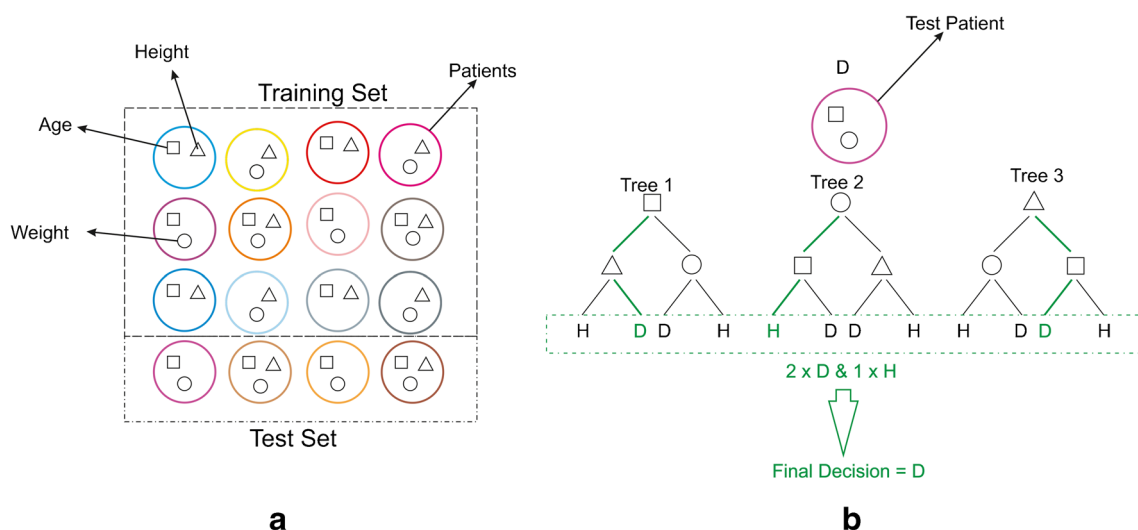 Height
Patients
Training Set
Age
Weight
Test Set
a
Test Patient
D
Tree 1
Tree 2
Tree 3
H D D H H D D H H D D H
2 x D & 1 x H
Final Decision = D
b